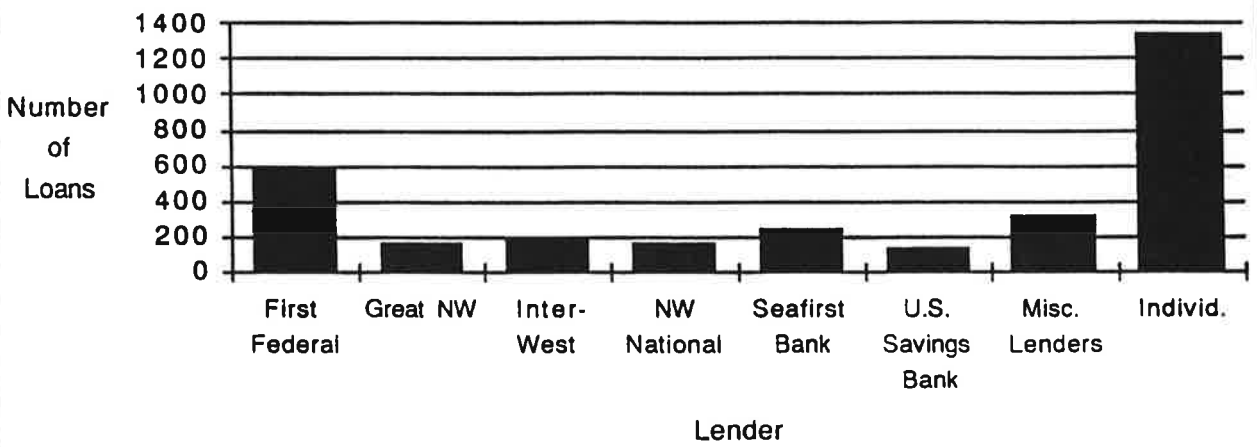 1400
1200
1000
800
600
400
200
0
Number
of
Loans
First
Federal
Great NW
Inter-
West
NW
National
Seafirst
Bank
U.S.
Savings
Bank
Misc.
Lenders
Individ.
Lender